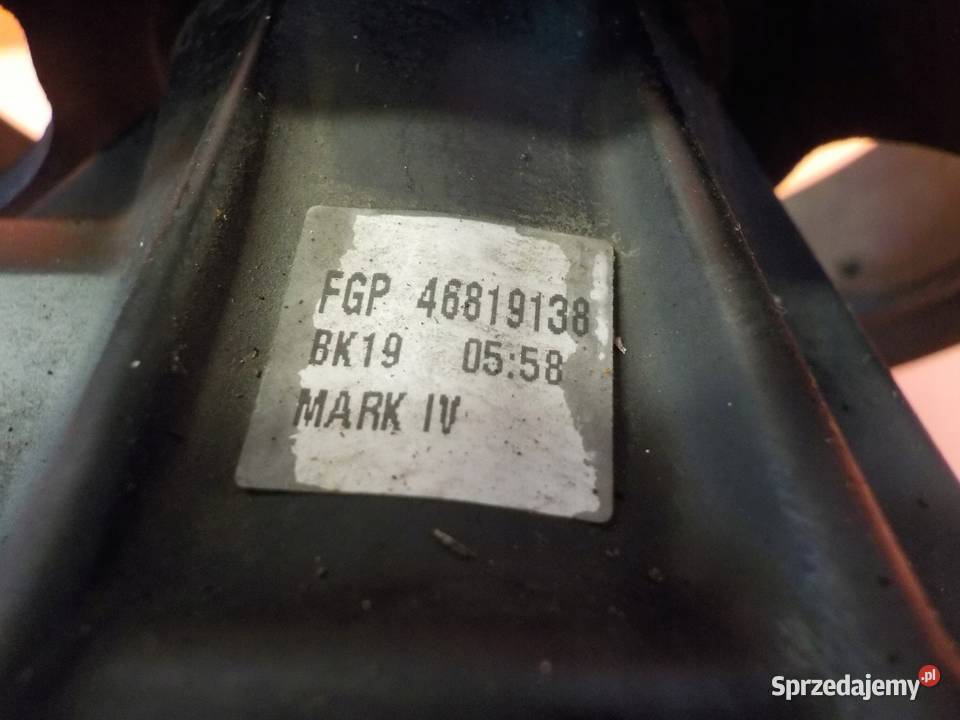 FGP 46819138
BK19 05:58
MARK IV
Sprzedajemy.pl